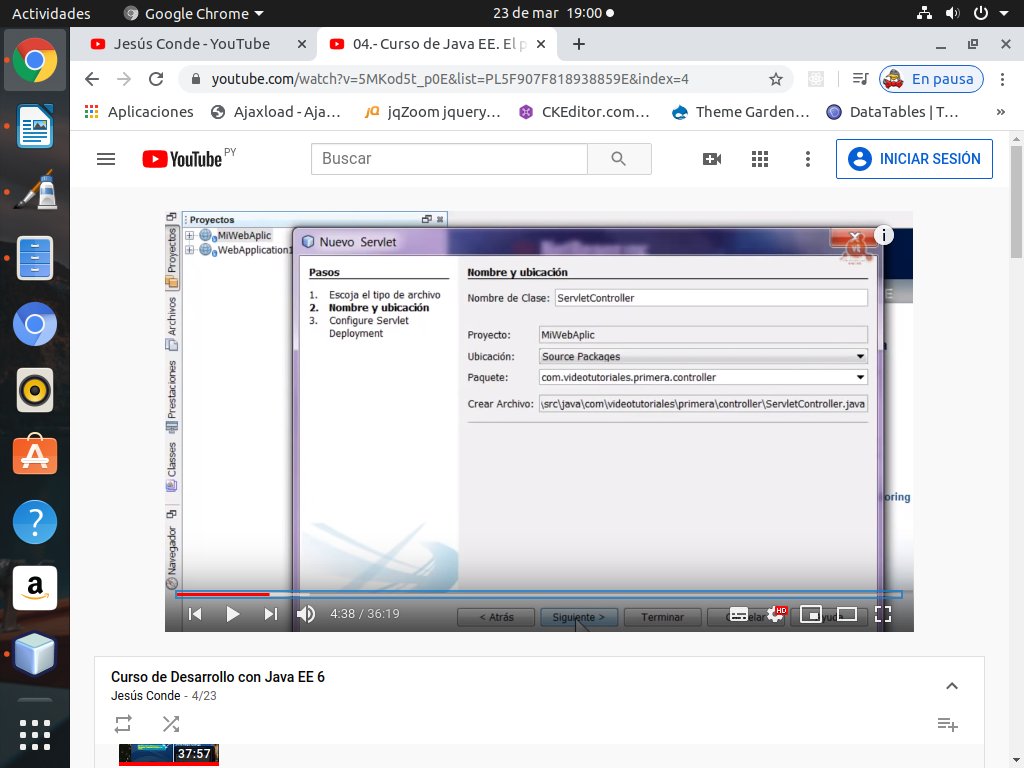 Actividades
Google Chrome
23 de mar 19:00
Jesús Conde - YouTube
04.- Curso de Java EE. El p
youtube.com/watch?v=5MKod5t_p0E&list=PL5F907F818938859E&index=4
En pausa
Aplicaciones
Ajaxload - Aja…
jqZoom jquery…
CKEditor.com…
Theme Garden…
DataTables | T…
»
YouTube PY
Buscar
INICIAR SESIÓN
Proyectos
MiWebAplic
WebApplication1
Proyectos
Archivos
Prestaciones
Classes
Navegador
Nuevo Servlet
Pasos
1. Escoja el tipo de archivo
2. Nombre y ubicación
3. Configure Servlet
Deployment
Nombre y ubicación
Nombre de Clase: ServletController
Proyecto: MiWebAplic
Ubicación: Source Packages
Paquete: com.videotutoriales.primera.controller
Crear Archivo: \src\java\com\videotutoriales\primera\controller\ServletController.java
oring
4:38 / 36:19
< Atrás
Siguiente >
Terminar
HD
Curso de Desarrollo con Java EE 6
Jesús Conde - 4/23
37:57